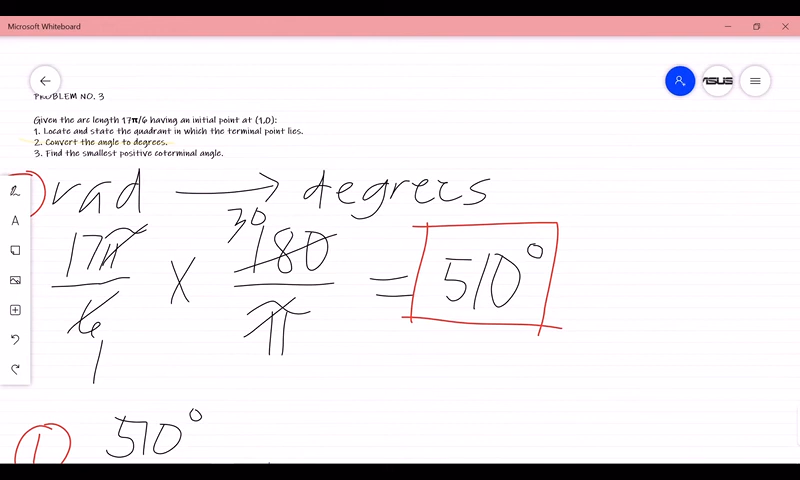 Microsoft Whiteboard
PROBLEM NO. 3
Given the arc length 17π/6 having an initial point at (1,0):
1. Locate and state the quadrant in which the terminal point lies.
2. Convert the angle to degrees.
3. Find the smallest positive coterminal angle.
ASUS
rad → degrees
30
17π/6 × 180/π = 510°
1
1 510°